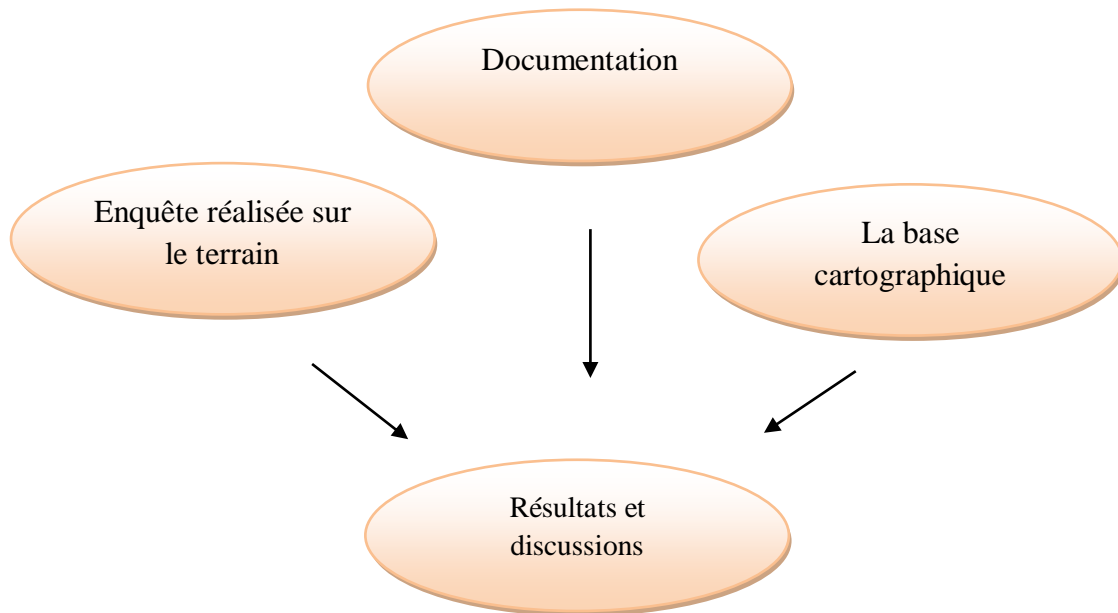 Documentation
Enquête réalisée sur
le terrain
La base
cartographique
Résultats et
discussions